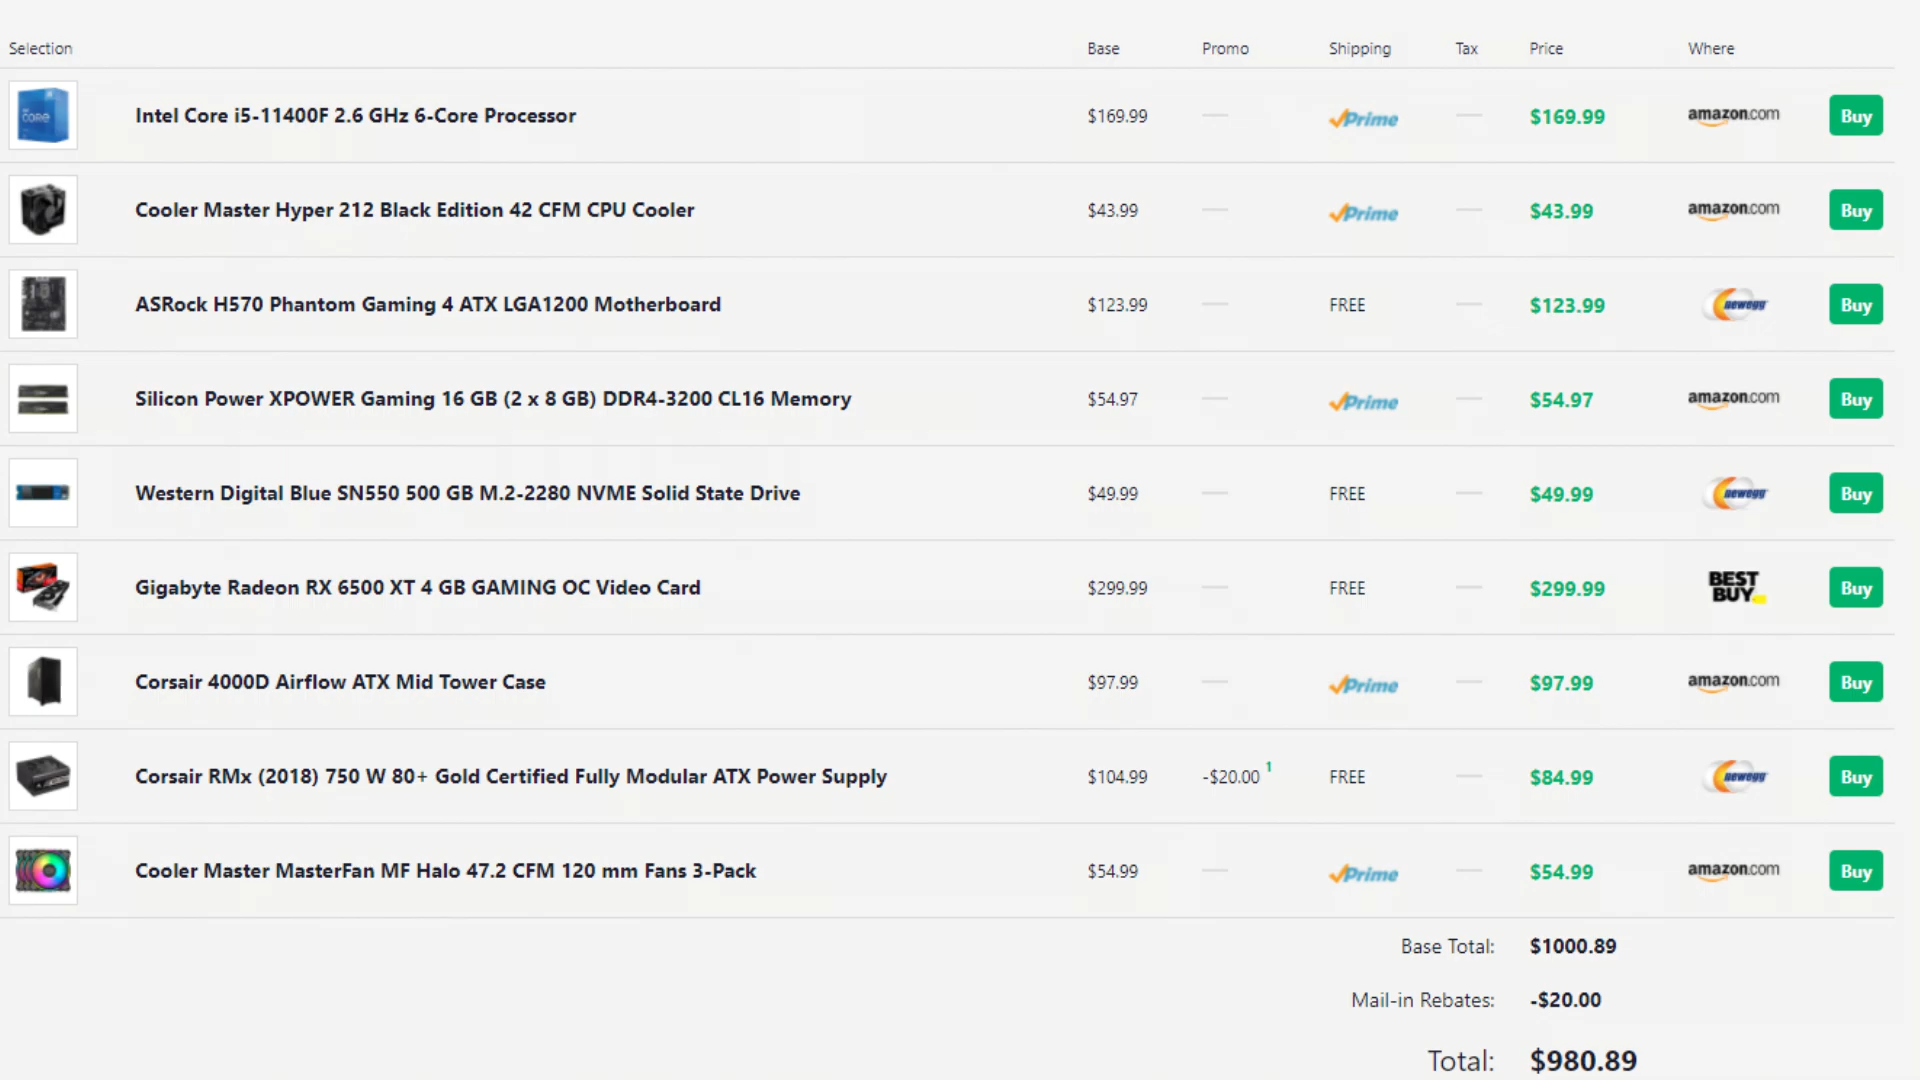 Selection Base Promo Shipping Tax Price Where
CORE
Intel Core i5-11400F 2.6 GHz 6-Core Processor $169.99 — Prime — $169.99 amazon.com Buy
Cooler Master Hyper 212 Black Edition 42 CFM CPU Cooler $43.99 — Prime — $43.99 amazon.com Buy
ASRock H570 Phantom Gaming 4 ATX LGA1200 Motherboard $123.99 — FREE — $123.99 newegg Buy
Silicon Power XPOWER Gaming 16 GB (2 x 8 GB) DDR4-3200 CL16 Memory $54.97 — Prime — $54.97 amazon.com Buy
Western Digital Blue SN550 500 GB M.2-2280 NVME Solid State Drive $49.99 — FREE — $49.99 newegg Buy
Gigabyte Radeon RX 6500 XT 4 GB GAMING OC Video Card $299.99 — FREE — $299.99 BEST BUY Buy
Corsair 4000D Airflow ATX Mid Tower Case $97.99 — Prime — $97.99 amazon.com Buy
Corsair RMx (2018) 750 W 80+ Gold Certified Fully Modular ATX Power Supply $104.99 -$20.00 1 FREE — $84.99 newegg Buy
Cooler Master MasterFan MF Halo 47.2 CFM 120 mm Fans 3-Pack $54.99 — Prime — $54.99 amazon.com Buy
Base Total: $1000.89
Mail-in Rebates: -$20.00
Total: $980.89